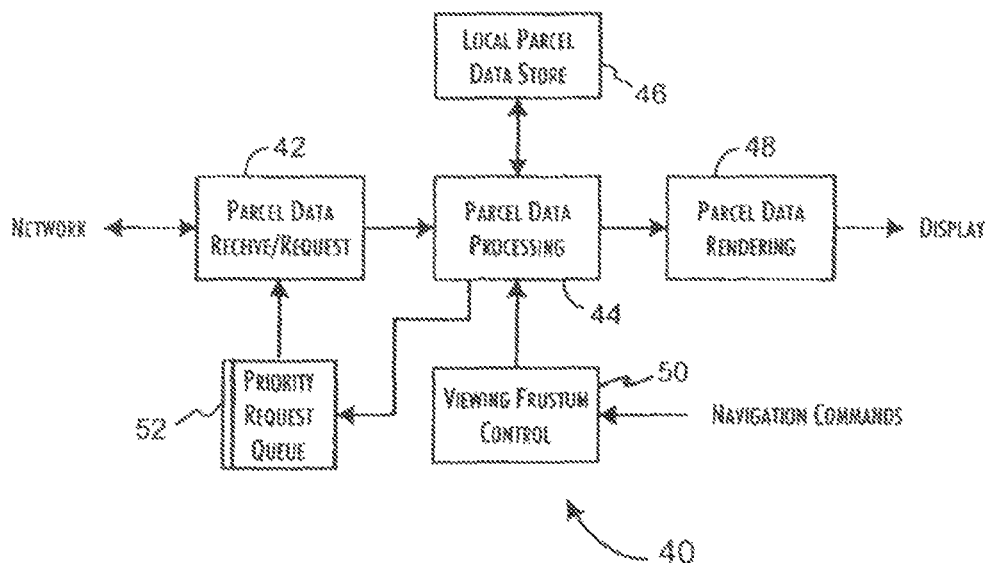 LOCAL PARCEL
DATA STORE
46
42
48
NETWORK
PARCEL DATA
RECEIVE/REQUEST
PARCEL DATA
PROCESSING
PARCEL DATA
RENDERING
DISPLAY
44
52
PRIORITY
REQUEST
QUEUE
VIEWING FRUSTUM
CONTROL
50
NAVIGATION COMMANDS
40